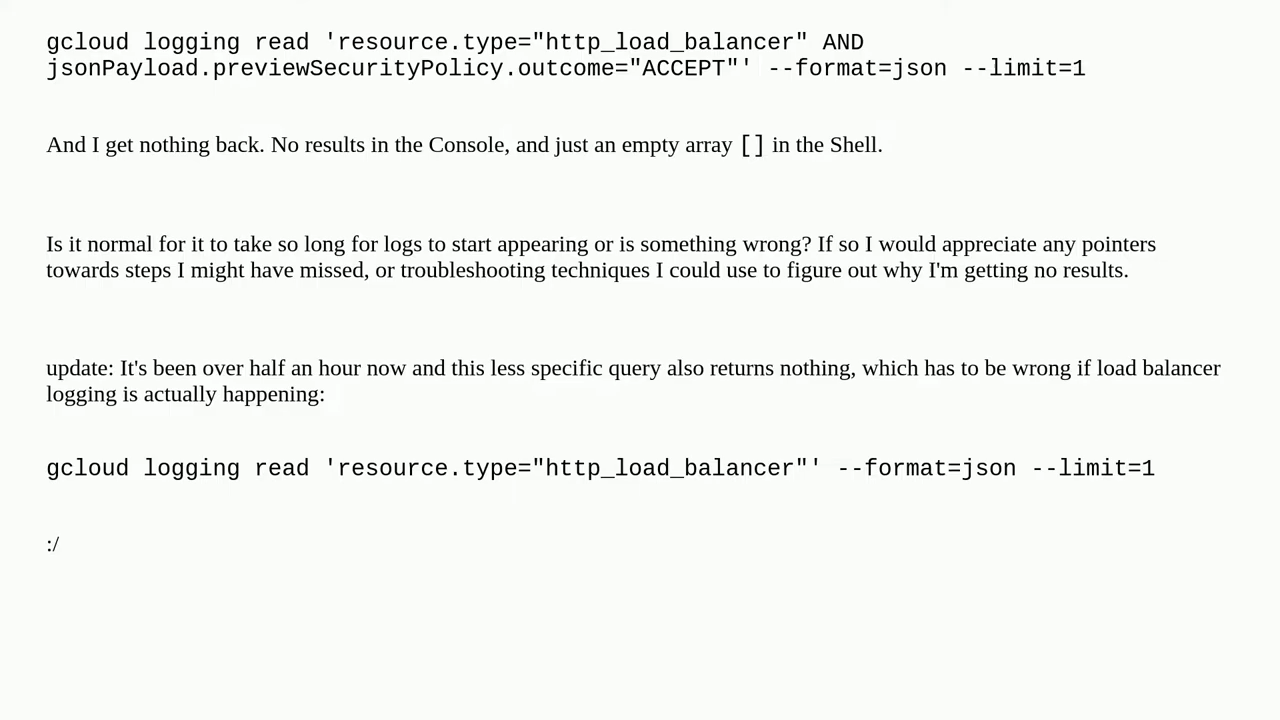 gcloud logging read 'resource.type="http_load_balancer" AND
jsonPayload.previewSecurityPolicy.outcome="ACCEPT"' --format=json --limit=1
And I get nothing back. No results in the Console, and just an empty array [] in the Shell.
Is it normal for it to take so long for logs to start appearing or is something wrong? If so I would appreciate any pointers
towards steps I might have missed, or troubleshooting techniques I could use to figure out why I'm getting no results.
update: It's been over half an hour now and this less specific query also returns nothing, which has to be wrong if load balancer
logging is actually happening:
gcloud logging read 'resource.type="http_load_balancer"' --format=json --limit=1
:/